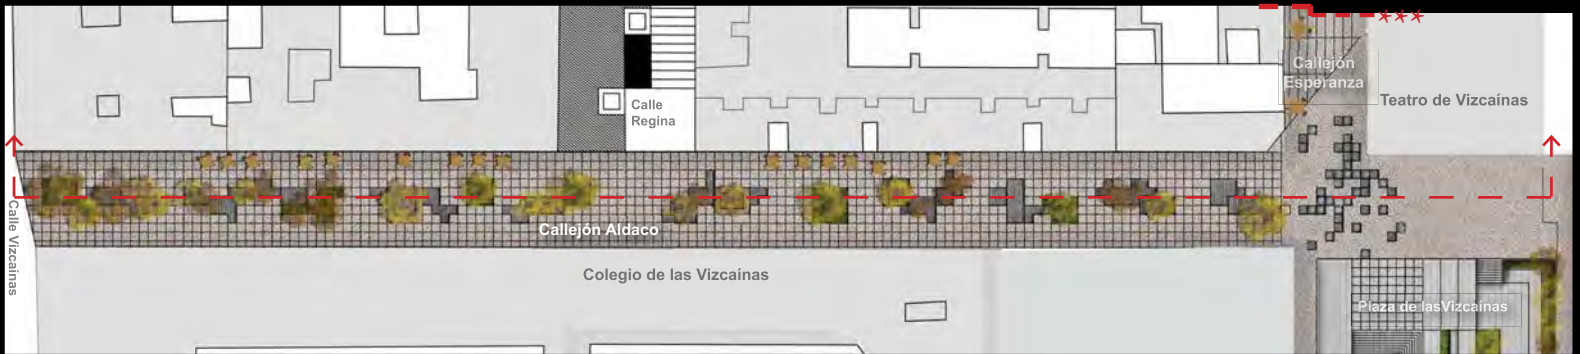 Callejón
Esperanza
Teatro de Vizcaínas
Calle
Regina
Callejón Aldaco
Calle Vizcaínas
Colegio de las Vizcaínas
Plaza de lasVizcaínas